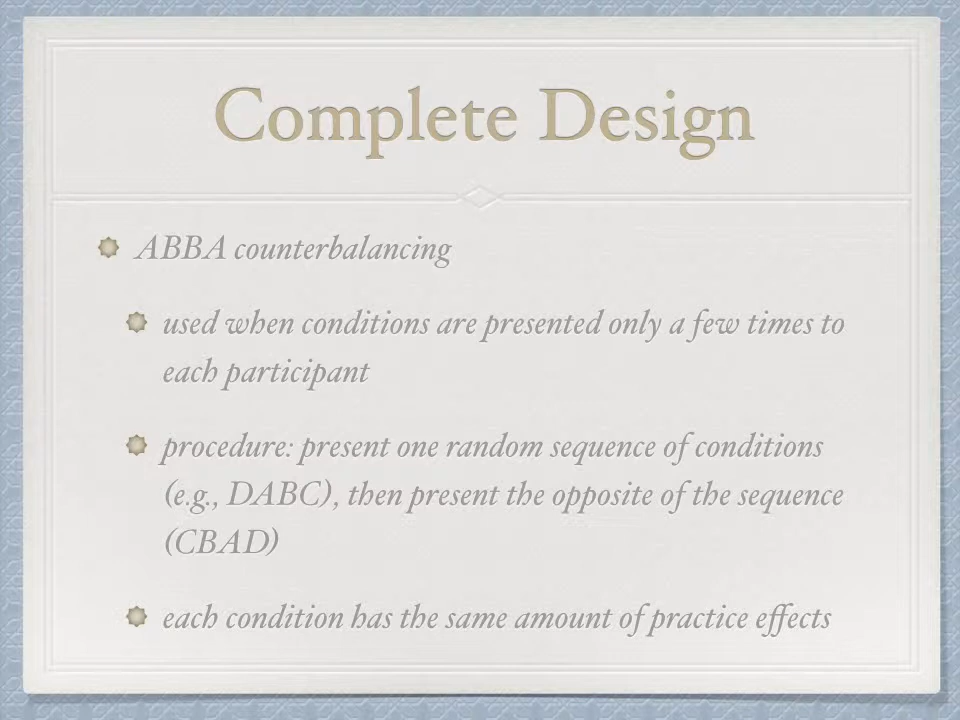 Complete Design
ABBA counterbalancing
used when conditions are presented only a few times to
each participant
procedure: present one random sequence of conditions
(e.g., DABC), then present the opposite of the sequence
(CBAD)
each condition has the same amount of practice effects